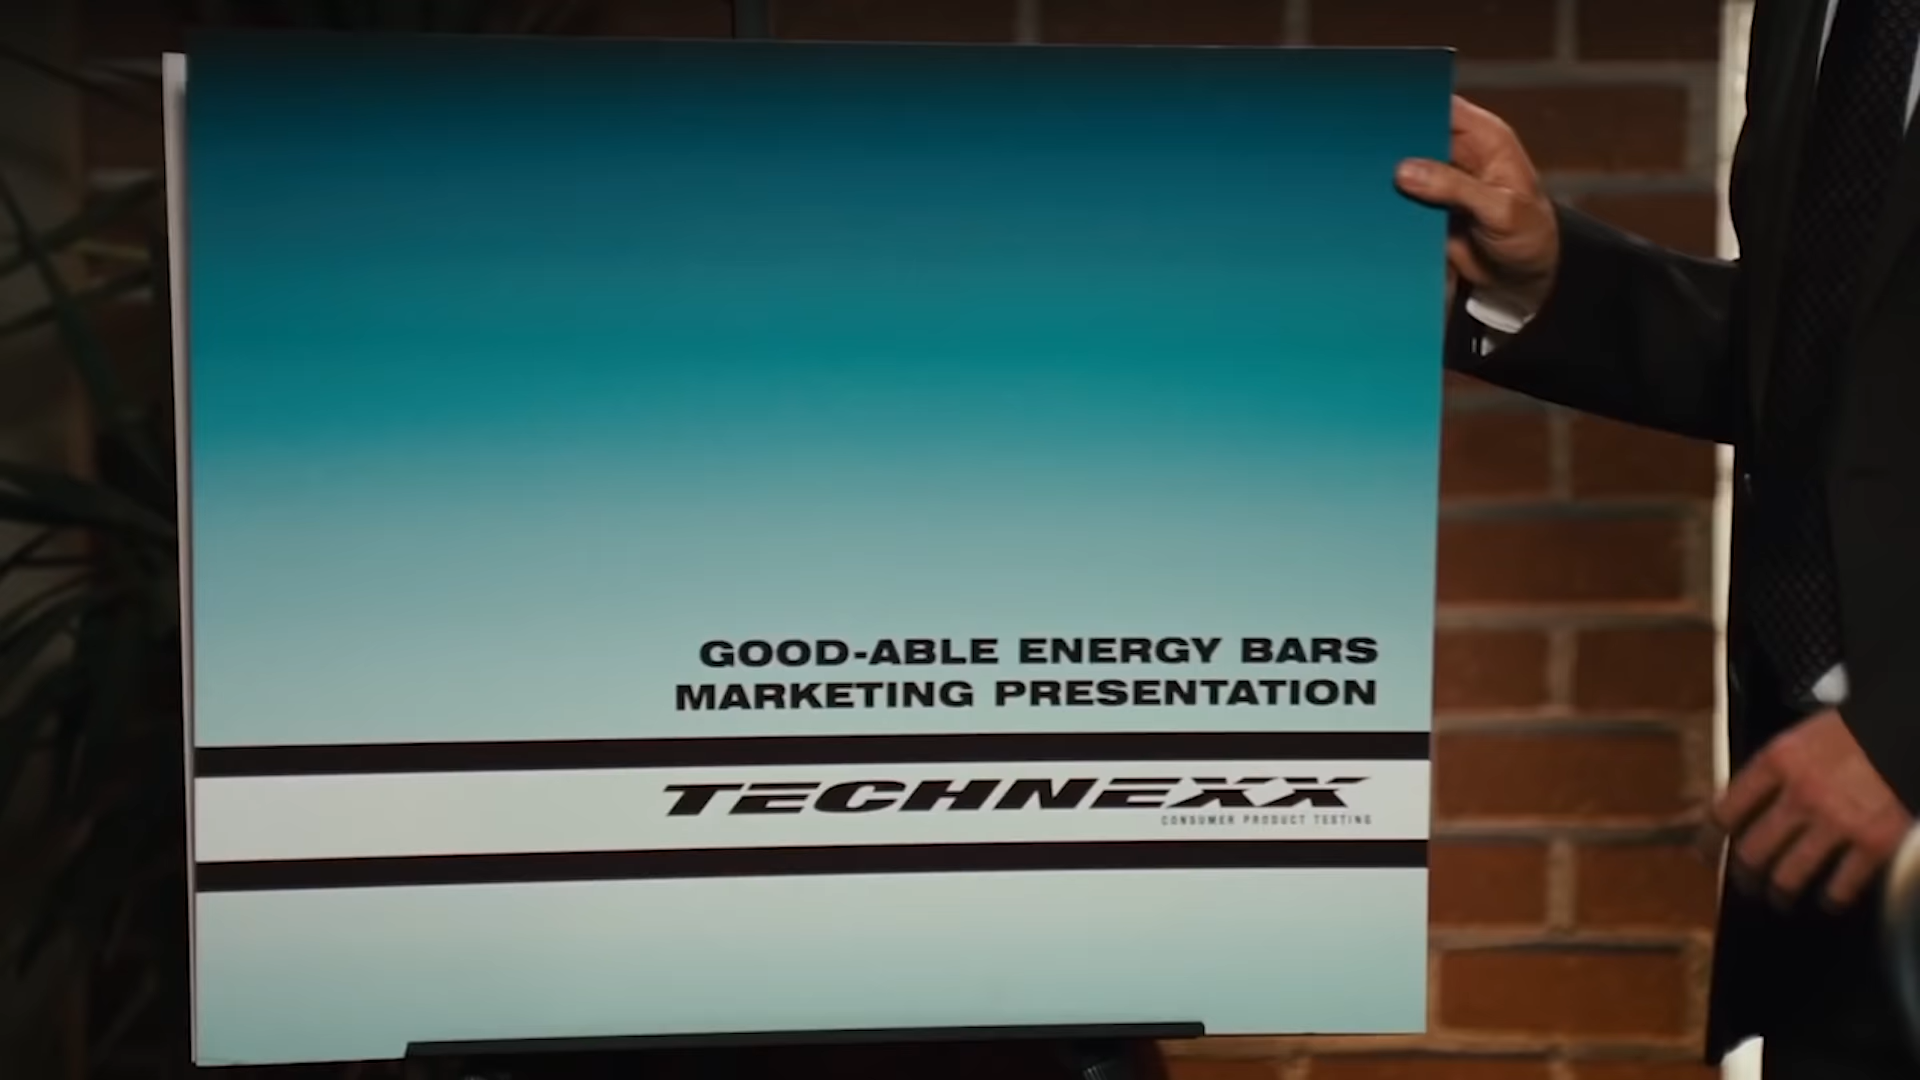 GOOD-ABLE ENERGY BARS
MARKETING PRESENTATION
TECHNEXX
CONSUMER PRODUCT TESTING